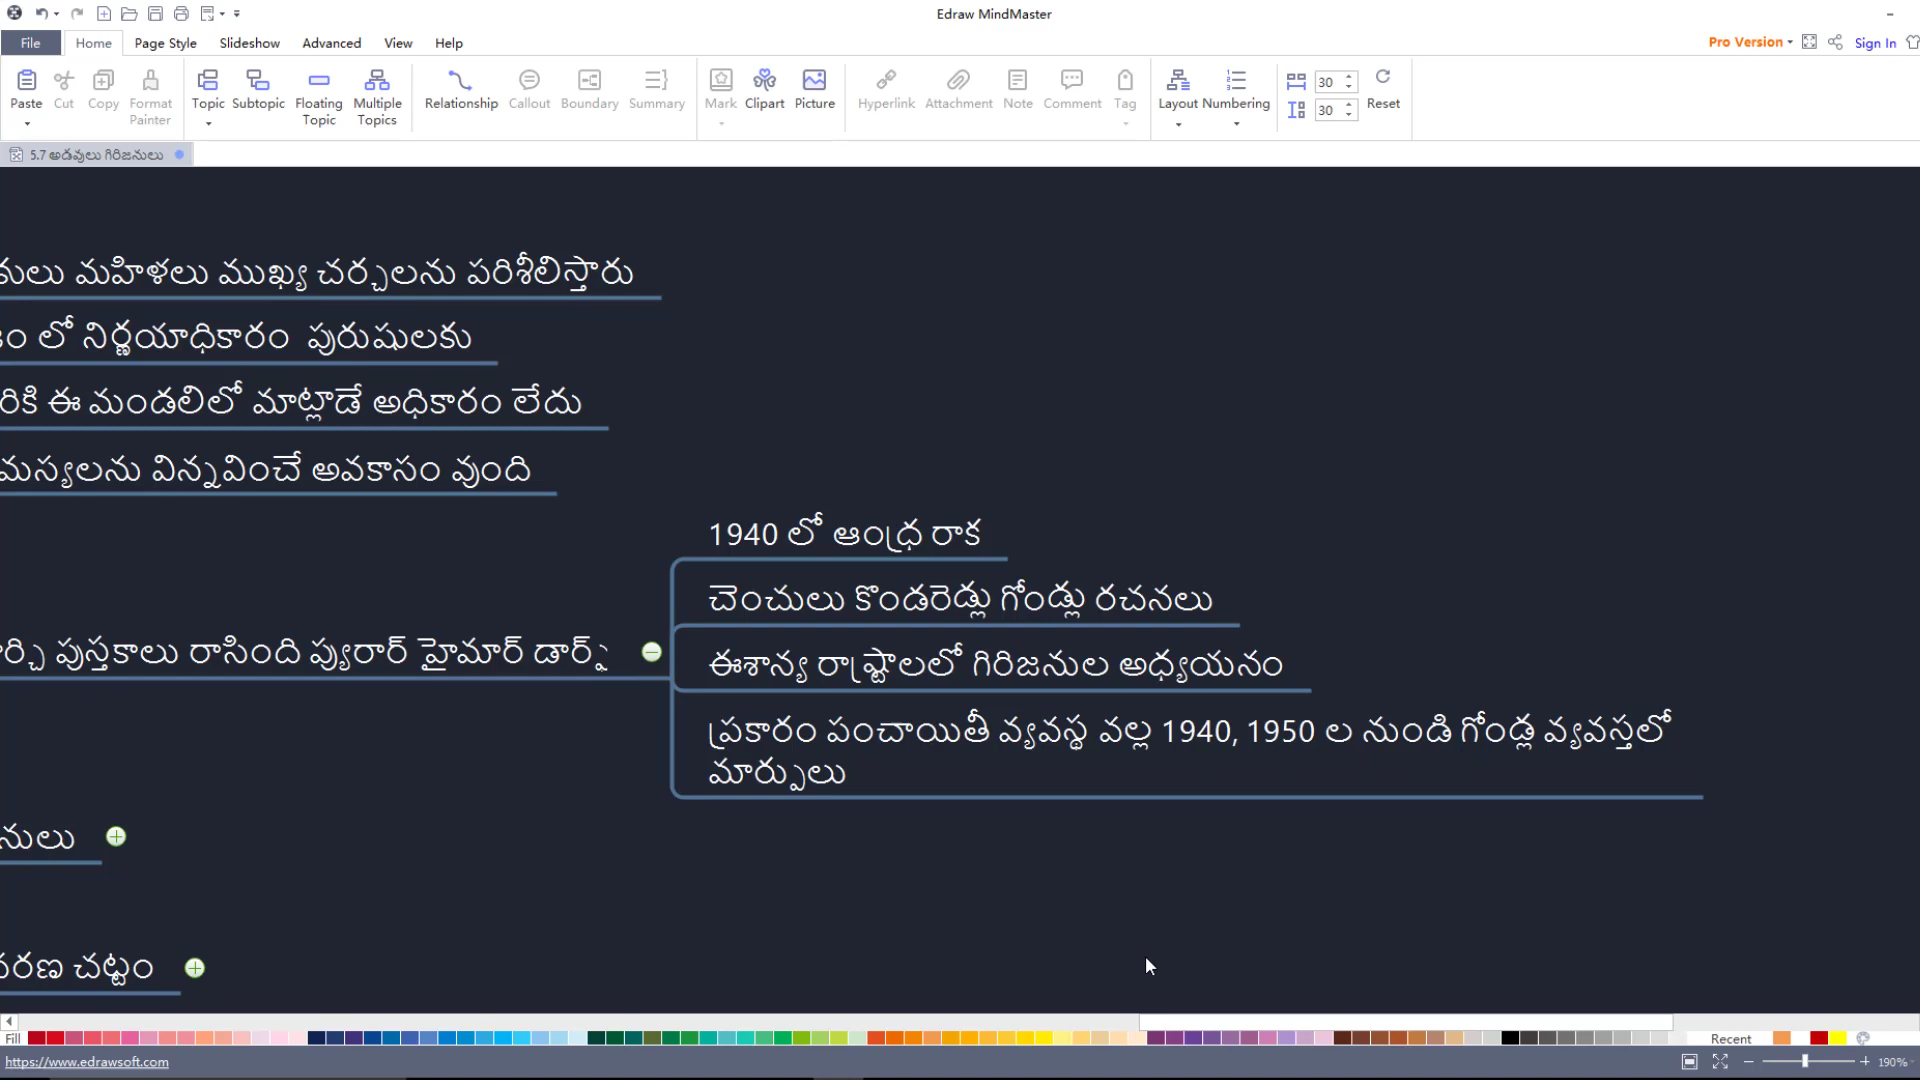 Edraw MindMaster
File Home Page Style Slideshow Advanced View Help
Pro Version Sign In
Paste Cut Copy Format Painter Topic Subtopic Floating Topic Multiple Topics Relationship Callout Boundary Summary Mark Clipart Picture Hyperlink Attachment Note Comment Tag Layout Numbering 30 30 Reset
5.7 అడవులు గిరిజనులు
మహిళలు ముఖ్య చర్చలను పరిశీలిస్తారు
లో నిర్ణయాధికారం పురుషులకు
ఈ మండలిలో మాట్లాడే అధికారం లేదు
విన్నవించే అవకాసం వుంది
1940 లో ఆంధ్ర రాక
చెంచులు కొండరెడ్లు గోండ్లు రచనలు
పుస్తకాలు రాసింది ప్యురార్ హైమార్ డార్ఫ్
ఈశాన్య రాష్ట్రాలలో గిరిజనుల అధ్యయనం
ప్రకారం పంచాయితీ వ్యవస్థ వల్ల 1940, 1950 ల నుండి గోండ్ల వ్యవస్తలో
మార్పులు
చట్టం
Fill
Recent
https://www.edrawsoft.com
190%